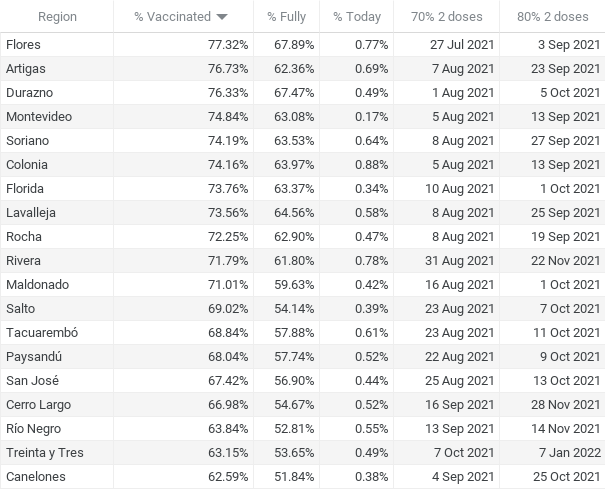 Region % Vaccinated % Fully % Today 70% 2 doses 80% 2 doses
Flores 77.32% 67.89% 0.77% 27 Jul 2021 3 Sep 2021
Artigas 76.73% 62.36% 0.69% 7 Aug 2021 23 Sep 2021
Durazno 76.33% 67.47% 0.49% 1 Aug 2021 5 Oct 2021
Montevideo 74.84% 63.08% 0.17% 5 Aug 2021 13 Sep 2021
Soriano 74.19% 63.53% 0.64% 8 Aug 2021 27 Sep 2021
Colonia 74.16% 63.97% 0.88% 5 Aug 2021 13 Sep 2021
Florida 73.76% 63.37% 0.34% 10 Aug 2021 1 Oct 2021
Lavalleja 73.56% 64.56% 0.58% 8 Aug 2021 25 Sep 2021
Rocha 72.25% 62.90% 0.47% 8 Aug 2021 19 Sep 2021
Rivera 71.79% 61.80% 0.78% 31 Aug 2021 22 Nov 2021
Maldonado 71.01% 59.63% 0.42% 16 Aug 2021 1 Oct 2021
Salto 69.02% 54.14% 0.39% 23 Aug 2021 7 Oct 2021
Tacuarembó 68.84% 57.88% 0.61% 23 Aug 2021 11 Oct 2021
Paysandú 68.04% 57.74% 0.52% 22 Aug 2021 9 Oct 2021
San José 67.42% 56.90% 0.44% 25 Aug 2021 13 Oct 2021
Cerro Largo 66.98% 54.67% 0.52% 16 Sep 2021 28 Nov 2021
Río Negro 63.84% 52.81% 0.55% 13 Sep 2021 14 Nov 2021
Treinta y Tres 63.15% 53.65% 0.49% 7 Oct 2021 7 Jan 2022
Canelones 62.59% 51.84% 0.38% 4 Sep 2021 25 Oct 2021